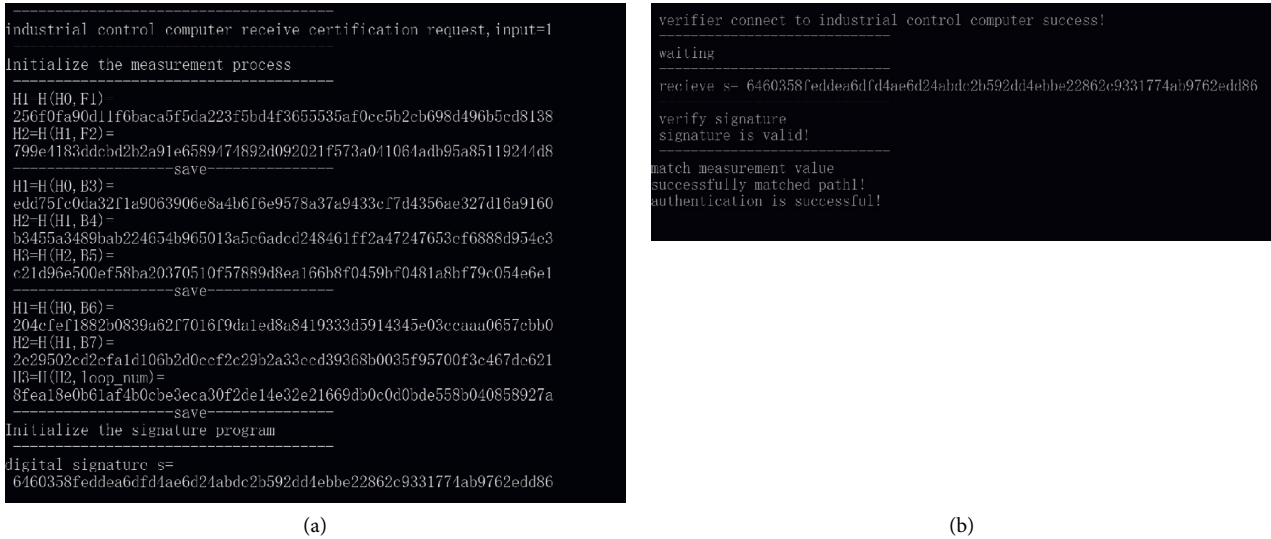 industrial control computer receive certification request,input=1
Initialize the measurement process
H1=H(H0,F1)=
256f0fa90d11f6baca5f5da223f5bd4f3655535af0cc5b2cb698d496b5cd8138
H2=H(H1,F2)=
799e4183ddcbd2b2a91e6589474892d092021f573a041064adb95a85119244d8
-------------------save---------------
H1=H(H0,B3)=
edd75fc0da32f1a9063906e8a4b6f6e9578a37a9433cf7d4356ae327d16a9160
H2=H(H1,B4)=
b3455a3489bab224654b965013a5c6adcd248461ff2a47247653cf6888d954e3
H3=H(H2,B5)=
c21d96e500ef58ba20370510f57889d8ea166b8f0459bf0481a8bf79c054e6e1
-------------------save---------------
H1=H(H0,B6)=
204cfef1882b0839a62f7016f9da1ed8a8419333d5914345e03ccaaa0657cbb0
H2=H(H1,B7)=
2e29502cd2efa1d106b2d0ccf2c29b2a33ecd39368b0035f95700f3c467dc621
H3=H(H2,loop_num)=
8fea18e0b61af4b0cbe3eca30f2de14e32e21669db0c0d0bde558b040858927a
-------------------save---------------
Initialize the signature program
digital signature s=
6460358feddea6dfd4ae6d24abdc2b592dd4ebbe22862c9331774ab9762edd86
(a)
verifier connect to industrial control computer success!
waiting
recieve s= 6460358feddea6dfd4ae6d24abdc2b592dd4ebbe22862c9331774ab9762edd86
verify signature
signature is valid!
match measurement value
successfully matched path1!
authentication is successful!
(b)